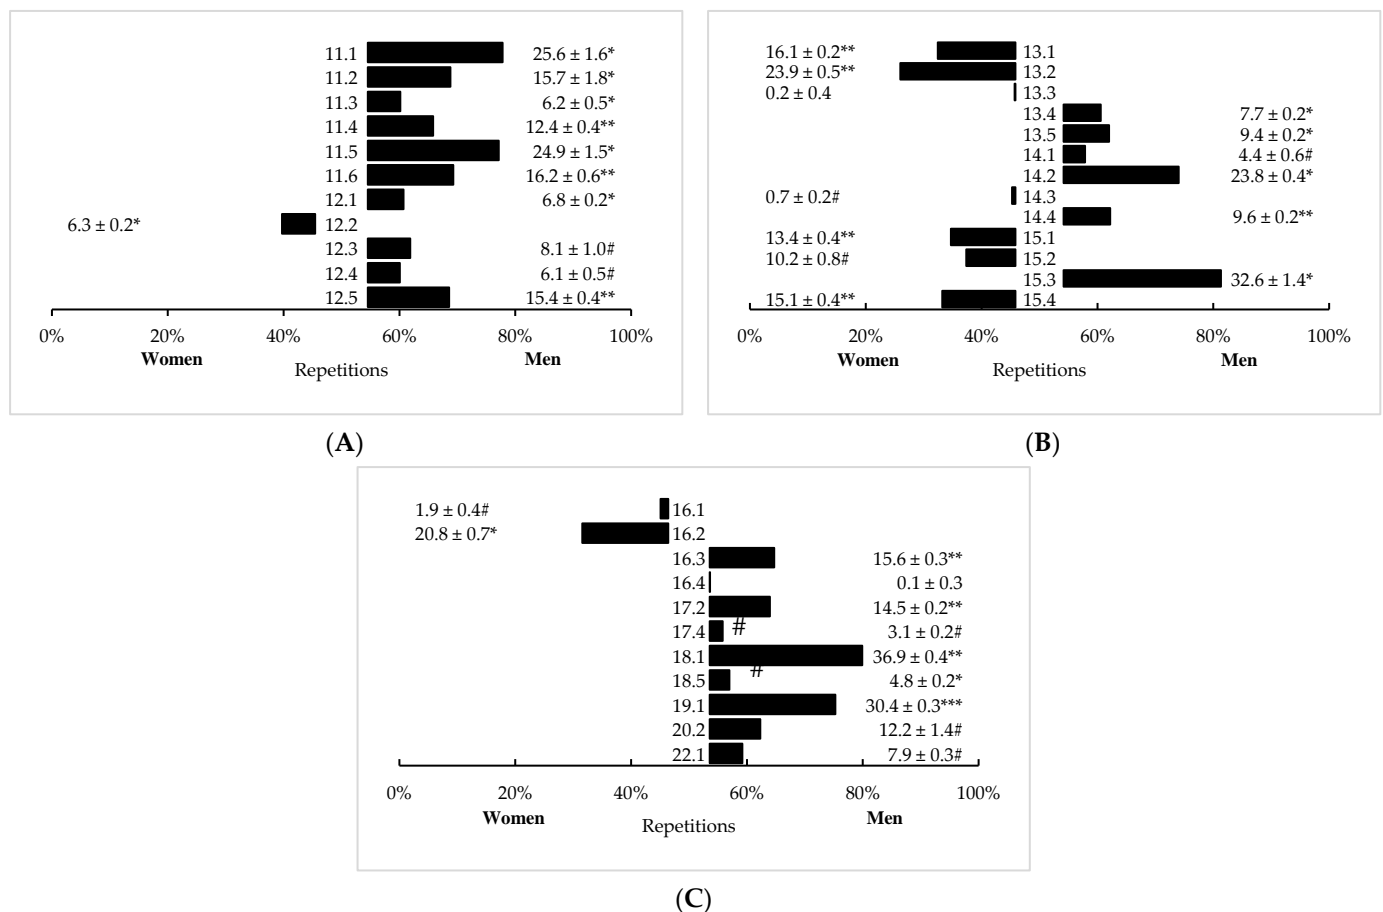 11.1 25.6 ± 1.6*
11.2 15.7 ± 1.8*
11.3 6.2 ± 0.5*
11.4 12.4 ± 0.4**
11.5 24.9 ± 1.5*
11.6 16.2 ± 0.6**
12.1 6.8 ± 0.2*
6.3 ± 0.2* 12.2
12.3 8.1 ± 1.0#
12.4 6.1 ± 0.5#
12.5 15.4 ± 0.4**
0% 20% 40% 60% 80% 100%
Women Men
Repetitions
(A)
16.1 ± 0.2** 13.1
23.9 ± 0.5** 13.2
0.2 ± 0.4 13.3
13.4 7.7 ± 0.2*
13.5 9.4 ± 0.2*
14.1 4.4 ± 0.6#
14.2 23.8 ± 0.4*
0.7 ± 0.2# 14.3
14.4 9.6 ± 0.2**
13.4 ± 0.4** 15.1
10.2 ± 0.8# 15.2
15.3 32.6 ± 1.4*
15.1 ± 0.4** 15.4
0% 20% 40% 60% 80% 100%
Women Men
Repetitions
(B)
1.9 ± 0.4# 16.1
20.8 ± 0.7* 16.2
16.3 15.6 ± 0.3**
16.4 0.1 ± 0.3
17.2 14.5 ± 0.2**
17.4 # 3.1 ± 0.2#
18.1 36.9 ± 0.4**
#
18.5 4.8 ± 0.2*
19.1 30.4 ± 0.3***
20.2 12.2 ± 1.4#
22.1 7.9 ± 0.3#
0% 20% 40% 60% 80% 100%
Women Men
Repetitions
(C)